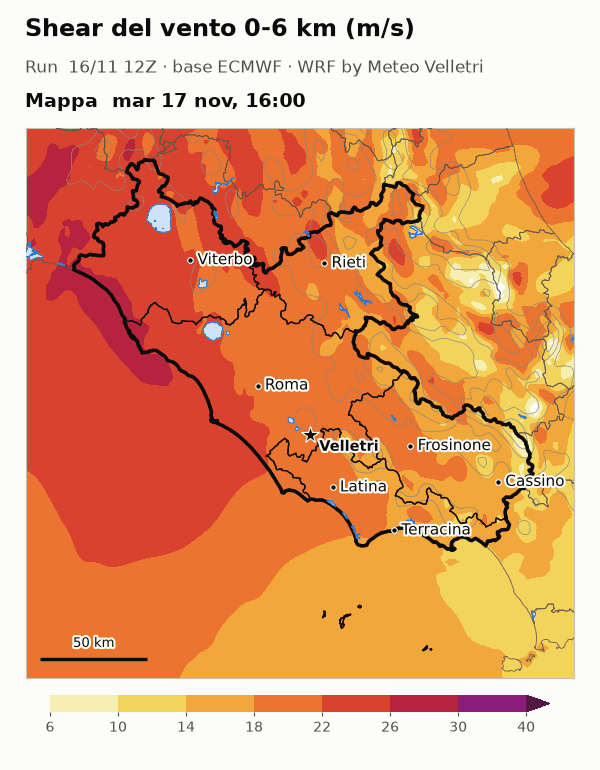 Shear del vento 0-6 km (m/s)
Run  16/11 12Z · base ECMWF · WRF by Meteo Velletri
Mappa  mar 17 nov, 16:00
Viterbo
Rieti
Roma
Velletri
Frosinone
Latina
Cassino
Terracina
50 km
6 10 14 18 22 26 30 40